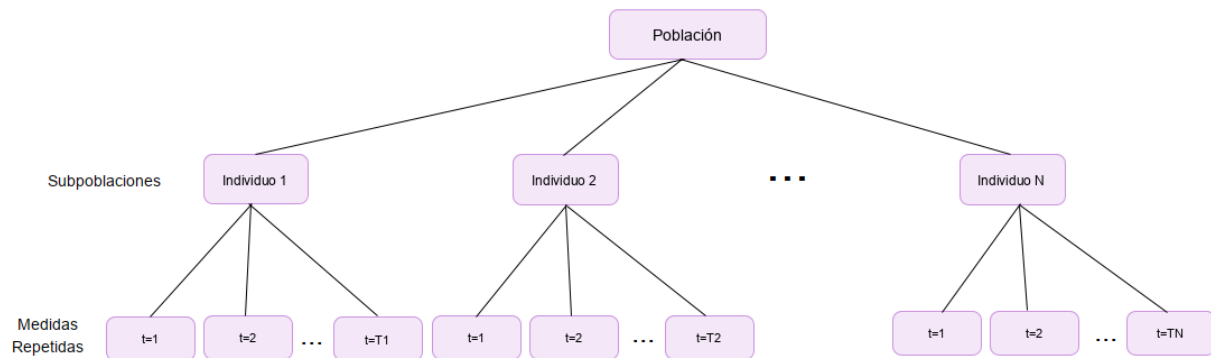 Población
Subpoblaciones
Individuo 1
Individuo 2
...
Individuo N
Medidas
Repetidas
t=1
t=2
...
t=T1
t=1
t=2
...
t=T2
t=1
t=2
...
t=TN